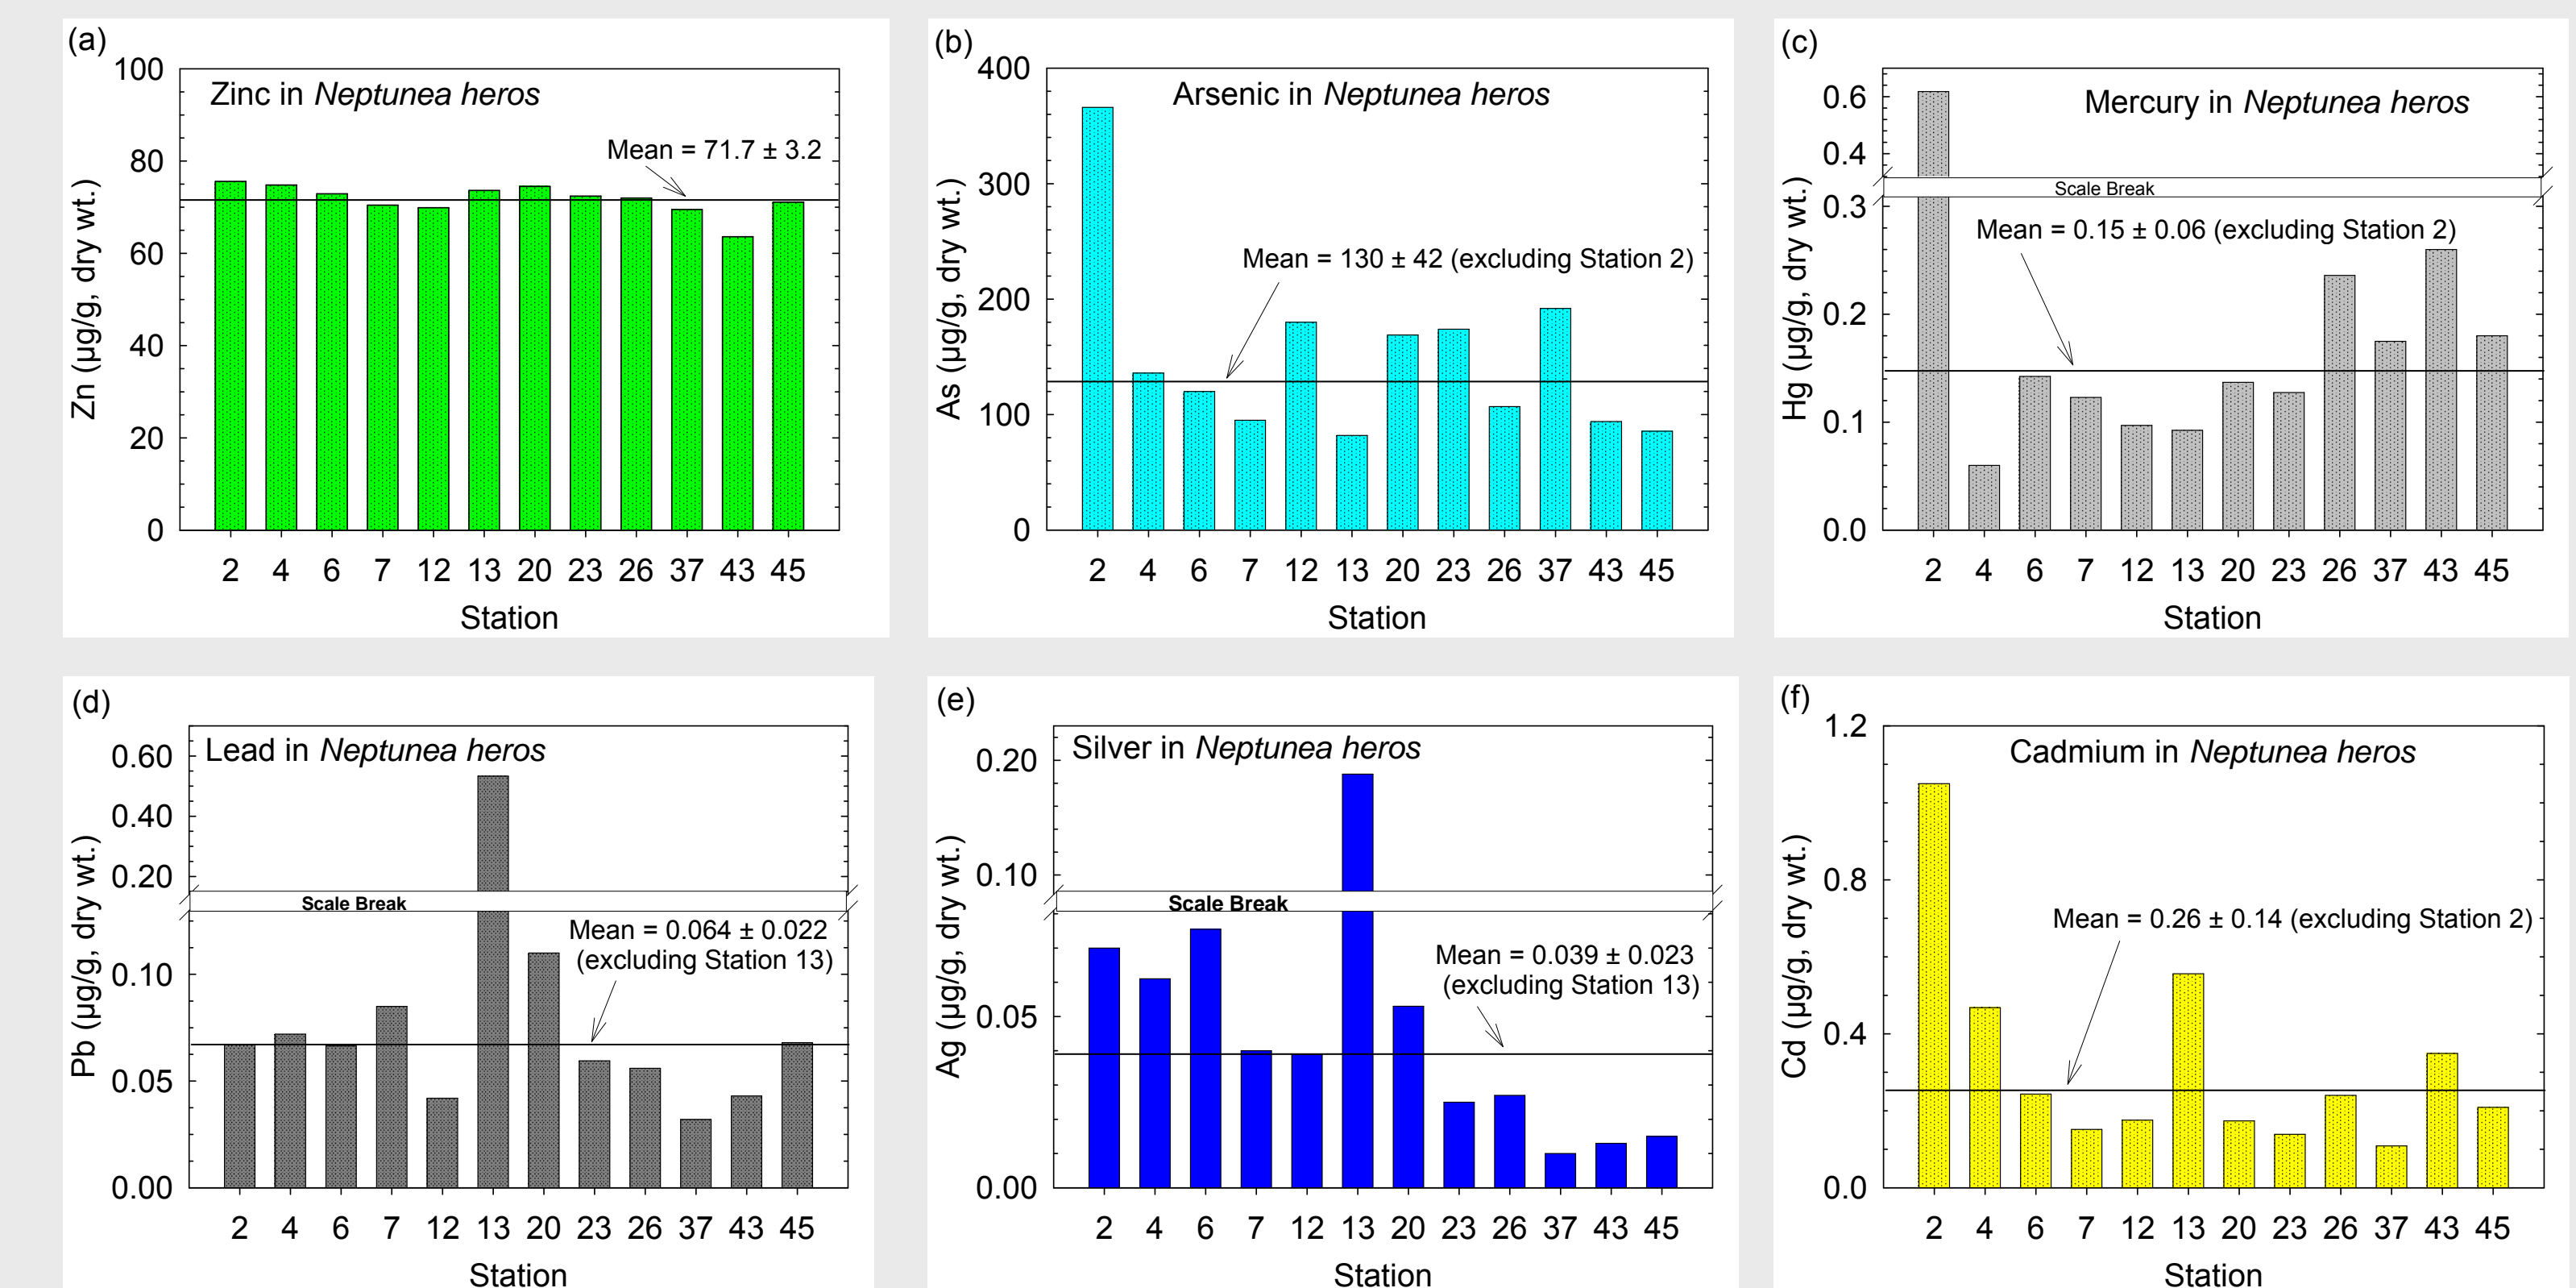 (a)
Zinc in Neptunea heros
Mean = 71.7 ± 3.2
Zn (µg/g, dry wt.)
100
80
60
40
20
0
2 4 6 7 12 13 20 23 26 37 43 45
Station
(b)
Arsenic in Neptunea heros
Mean = 130 ± 42 (excluding Station 2)
As (µg/g, dry wt.)
400
300
200
100
0
2 4 6 7 12 13 20 23 26 37 43 45
Station
(c)
Mercury in Neptunea heros
Scale Break
Mean = 0.15 ± 0.06 (excluding Station 2)
Hg (µg/g, dry wt.)
0.6
0.4
0.3
0.2
0.1
0.0
2 4 6 7 12 13 20 23 26 37 43 45
Station
(d)
Lead in Neptunea heros
Scale Break
Mean = 0.064 ± 0.022
(excluding Station 13)
Pb (µg/g, dry wt.)
0.60
0.40
0.20
0.10
0.05
0.00
2 4 6 7 12 13 20 23 26 37 43 45
Station
(e)
Silver in Neptunea heros
Scale Break
Mean = 0.039 ± 0.023
(excluding Station 13)
Ag (µg/g, dry wt.)
0.20
0.10
0.05
0.00
2 4 6 7 12 13 20 23 26 37 43 45
Station
(f)
Cadmium in Neptunea heros
Mean = 0.26 ± 0.14 (excluding Station 2)
Cd (µg/g, dry wt.)
1.2
0.8
0.4
0.0
2 4 6 7 12 13 20 23 26 37 43 45
Station